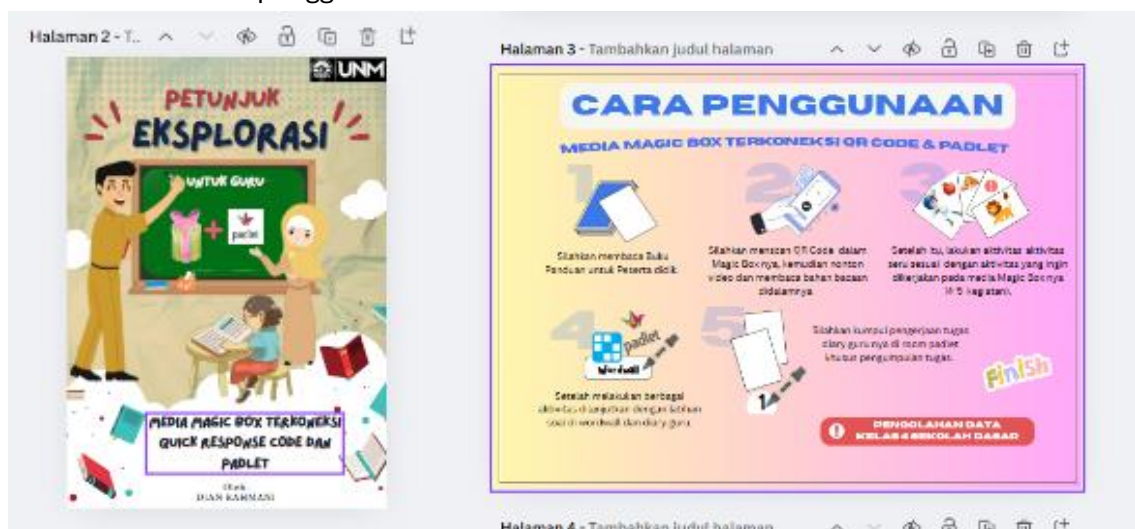 Halaman 2 - T..
UNM
PETUNJUK
EKSPLORASI
UNTUK GURU
+
padlet
MEDIA MAGIC BOX TERKONEKSI
QUICK RESPONSE CODE DAN
PADLET
Oleh
DIAN RAHMANI
Halaman 3 - Tambahkan judul halaman
CARA PENGGUNAAN
MEDIA MAGIC BOX TERKONEKSI QR CODE & PADLET
1
Silahkan membaca Buku
Panduan untuk Peserta didik
2
Silahkan menscan QR Code dalam
Magic Box nya, kemudian nonton
video dan membaca bahan bacaan
didalamnya
3
Setelah itu, lakukan aktivitas aktivitas
seru sesuai dengan aktivitas yang ingin
dikerjakan pada media Magic Box nya
kegiatan).
4
padlet
Wordwall
Setelah melakukan berbagai
aktivitas dilanjutkan dengan latihan
soal di wordwall dan diary guru.
5
1
Silahkan kumpul pengerjaan tugas
diary guru nya di room padlet
khusus pengumpulan tugas.
Finish
PENGOLAHAN DATA
KELAS 4 SEKOLAH DASAR
Halaman 4 - Tambahkan judul halaman